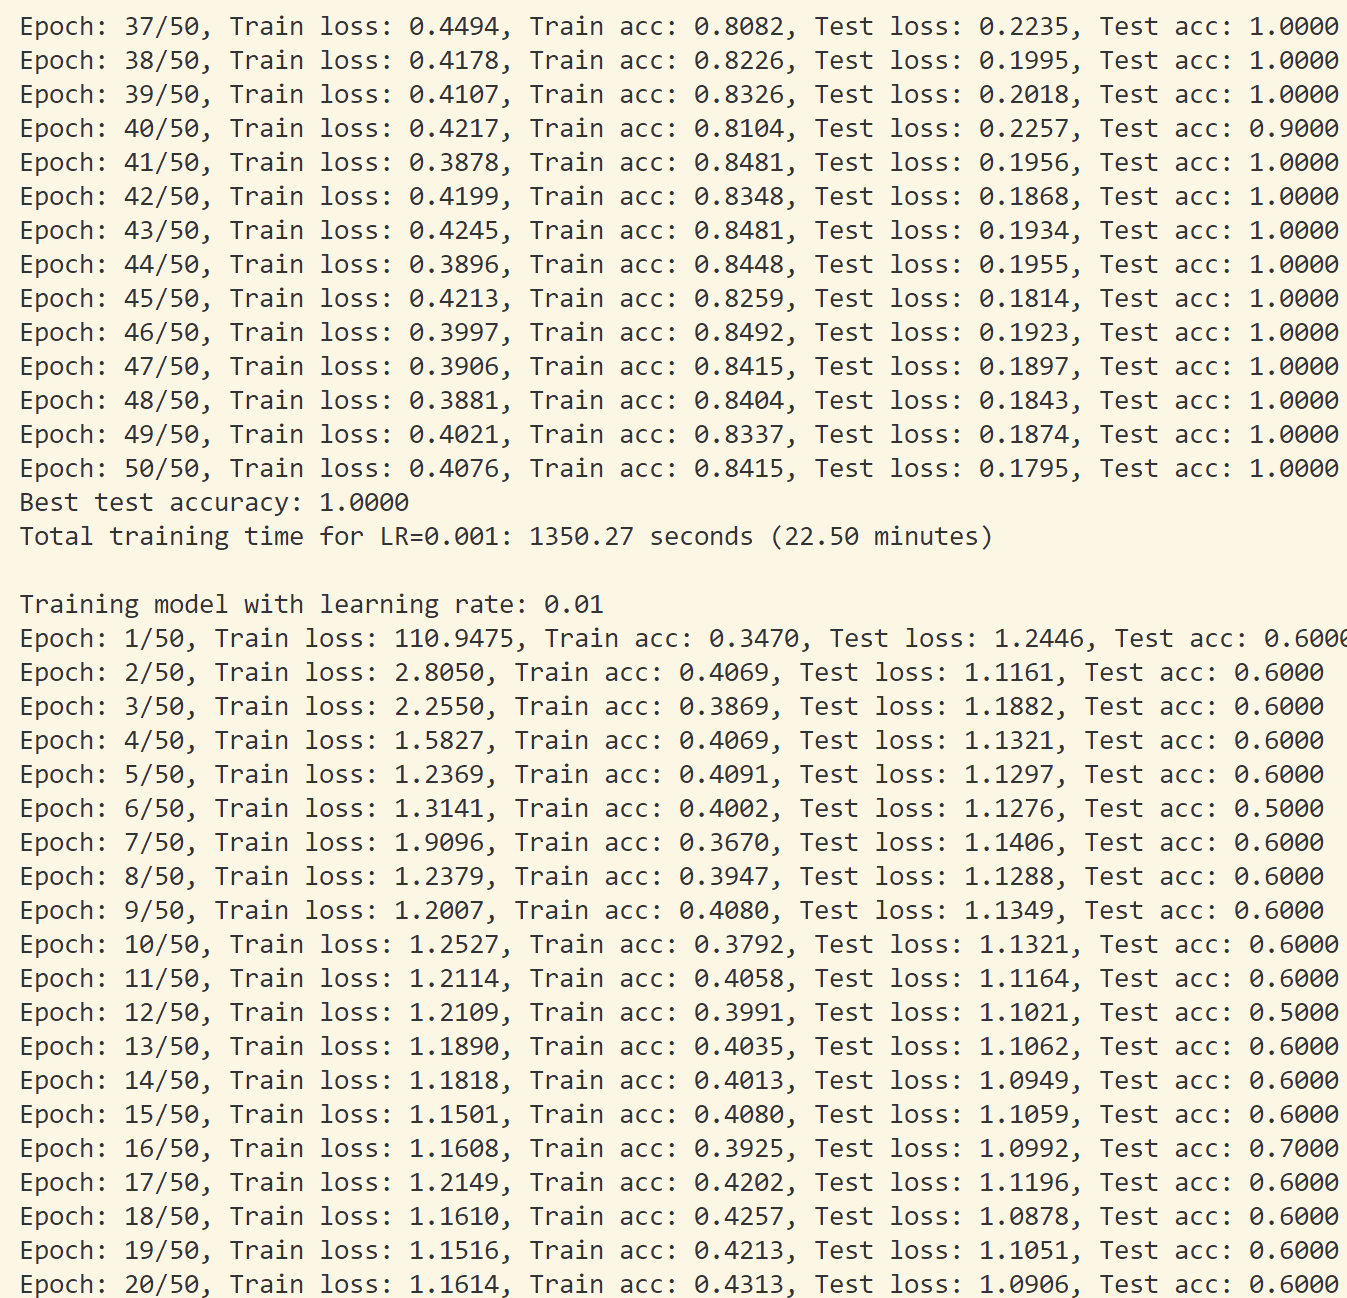 Epoch: 37/50, Train loss: 0.4494, Train acc: 0.8082, Test loss: 0.2235, Test acc: 1.0000
Epoch: 38/50, Train loss: 0.4178, Train acc: 0.8226, Test loss: 0.1995, Test acc: 1.0000
Epoch: 39/50, Train loss: 0.4107, Train acc: 0.8326, Test loss: 0.2018, Test acc: 1.0000
Epoch: 40/50, Train loss: 0.4217, Train acc: 0.8104, Test loss: 0.2257, Test acc: 0.9000
Epoch: 41/50, Train loss: 0.3878, Train acc: 0.8481, Test loss: 0.1956, Test acc: 1.0000
Epoch: 42/50, Train loss: 0.4199, Train acc: 0.8348, Test loss: 0.1868, Test acc: 1.0000
Epoch: 43/50, Train loss: 0.4245, Train acc: 0.8481, Test loss: 0.1934, Test acc: 1.0000
Epoch: 44/50, Train loss: 0.3896, Train acc: 0.8448, Test loss: 0.1955, Test acc: 1.0000
Epoch: 45/50, Train loss: 0.4213, Train acc: 0.8259, Test loss: 0.1814, Test acc: 1.0000
Epoch: 46/50, Train loss: 0.3997, Train acc: 0.8492, Test loss: 0.1923, Test acc: 1.0000
Epoch: 47/50, Train loss: 0.3906, Train acc: 0.8415, Test loss: 0.1897, Test acc: 1.0000
Epoch: 48/50, Train loss: 0.3881, Train acc: 0.8404, Test loss: 0.1843, Test acc: 1.0000
Epoch: 49/50, Train loss: 0.4021, Train acc: 0.8337, Test loss: 0.1874, Test acc: 1.0000
Epoch: 50/50, Train loss: 0.4076, Train acc: 0.8415, Test loss: 0.1795, Test acc: 1.0000
Best test accuracy: 1.0000
Total training time for LR=0.001: 1350.27 seconds (22.50 minutes)
Training model with learning rate: 0.01
Epoch: 1/50, Train loss: 110.9475, Train acc: 0.3470, Test loss: 1.2446, Test acc: 0.6000
Epoch: 2/50, Train loss: 2.8050, Train acc: 0.4069, Test loss: 1.1161, Test acc: 0.6000
Epoch: 3/50, Train loss: 2.2550, Train acc: 0.3869, Test loss: 1.1882, Test acc: 0.6000
Epoch: 4/50, Train loss: 1.5827, Train acc: 0.4069, Test loss: 1.1321, Test acc: 0.6000
Epoch: 5/50, Train loss: 1.2369, Train acc: 0.4091, Test loss: 1.1297, Test acc: 0.6000
Epoch: 6/50, Train loss: 1.3141, Train acc: 0.4002, Test loss: 1.1276, Test acc: 0.5000
Epoch: 7/50, Train loss: 1.9096, Train acc: 0.3670, Test loss: 1.1406, Test acc: 0.6000
Epoch: 8/50, Train loss: 1.2379, Train acc: 0.3947, Test loss: 1.1288, Test acc: 0.6000
Epoch: 9/50, Train loss: 1.2007, Train acc: 0.4080, Test loss: 1.1349, Test acc: 0.6000
Epoch: 10/50, Train loss: 1.2527, Train acc: 0.3792, Test loss: 1.1321, Test acc: 0.6000
Epoch: 11/50, Train loss: 1.2114, Train acc: 0.4058, Test loss: 1.1164, Test acc: 0.6000
Epoch: 12/50, Train loss: 1.2109, Train acc: 0.3991, Test loss: 1.1021, Test acc: 0.5000
Epoch: 13/50, Train loss: 1.1890, Train acc: 0.4035, Test loss: 1.1062, Test acc: 0.6000
Epoch: 14/50, Train loss: 1.1818, Train acc: 0.4013, Test loss: 1.0949, Test acc: 0.6000
Epoch: 15/50, Train loss: 1.1501, Train acc: 0.4080, Test loss: 1.1059, Test acc: 0.6000
Epoch: 16/50, Train loss: 1.1608, Train acc: 0.3925, Test loss: 1.0992, Test acc: 0.7000
Epoch: 17/50, Train loss: 1.2149, Train acc: 0.4202, Test loss: 1.1196, Test acc: 0.6000
Epoch: 18/50, Train loss: 1.1610, Train acc: 0.4257, Test loss: 1.0878, Test acc: 0.6000
Epoch: 19/50, Train loss: 1.1516, Train acc: 0.4213, Test loss: 1.1051, Test acc: 0.6000
Epoch: 20/50, Train loss: 1.1614, Train acc: 0.4313, Test loss: 1.0906, Test acc: 0.6000